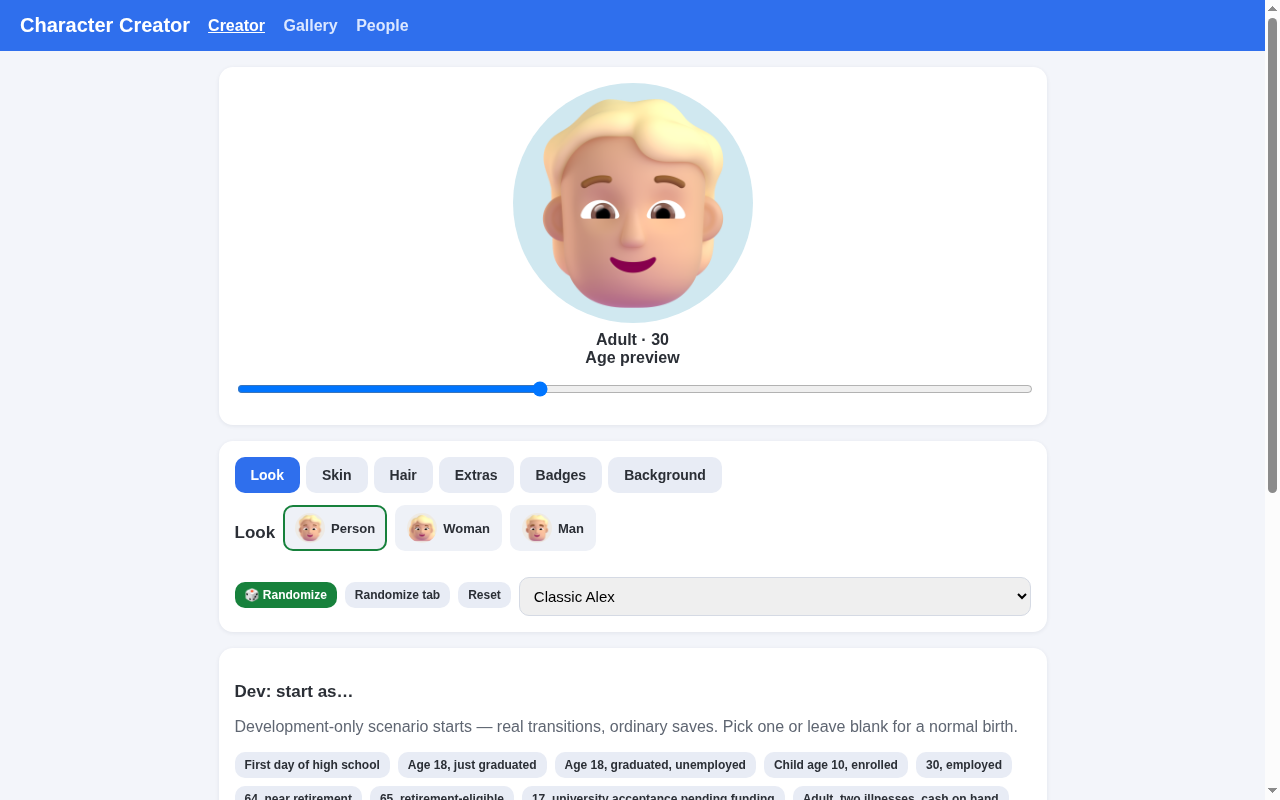 Character Creator Creator Gallery People
Adult · 30
Age preview
Look Skin Hair Extras Badges Background
Look Person Woman Man
Randomize Randomize tab Reset Classic Alex
Dev: start as…
Development-only scenario starts — real transitions, ordinary saves. Pick one or leave blank for a normal birth.
First day of high school Age 18, just graduated Age 18, graduated, unemployed Child age 10, enrolled 30, employed
64, near retirement 65, retirement-eligible 17, university acceptance pending funding Adult, two illnesses, cash on hand